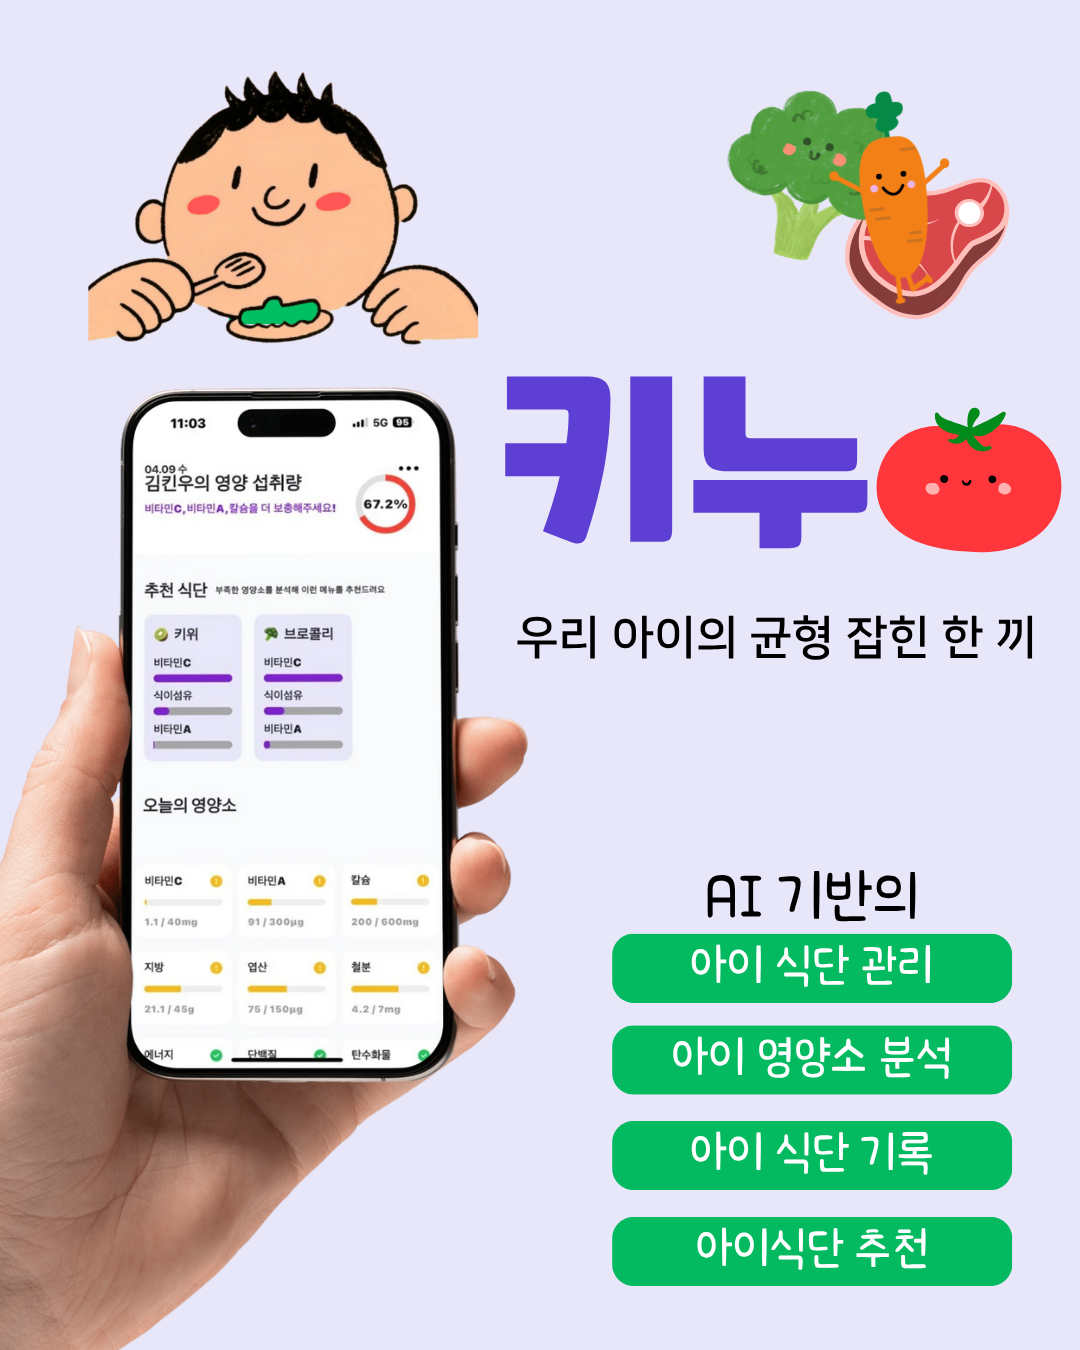 11:03
5G 95
04.09 수
김킨우의 영양 섭취량
비타민C,비타민A,칼슘을 더 보충해주세요!
67.2%
추천 식단 부족한 영양소를 분석해 이런 메뉴를 추천드려요
키위 브로콜리
비타민C 비타민C
식이섬유 식이섬유
비타민A 비타민A
오늘의 영양소
비타민C 비타민A 칼슘
1.1 / 40mg 91 / 300μg 200 / 600mg
지방 엽산 철분
21.1 / 45g 75 / 150μg 4.2 / 7mg
에너지 단백질 탄수화물
키누
우리 아이의 균형 잡힌 한 끼
AI 기반의
아이 식단 관리
아이 영양소 분석
아이 식단 기록
아이식단 추천